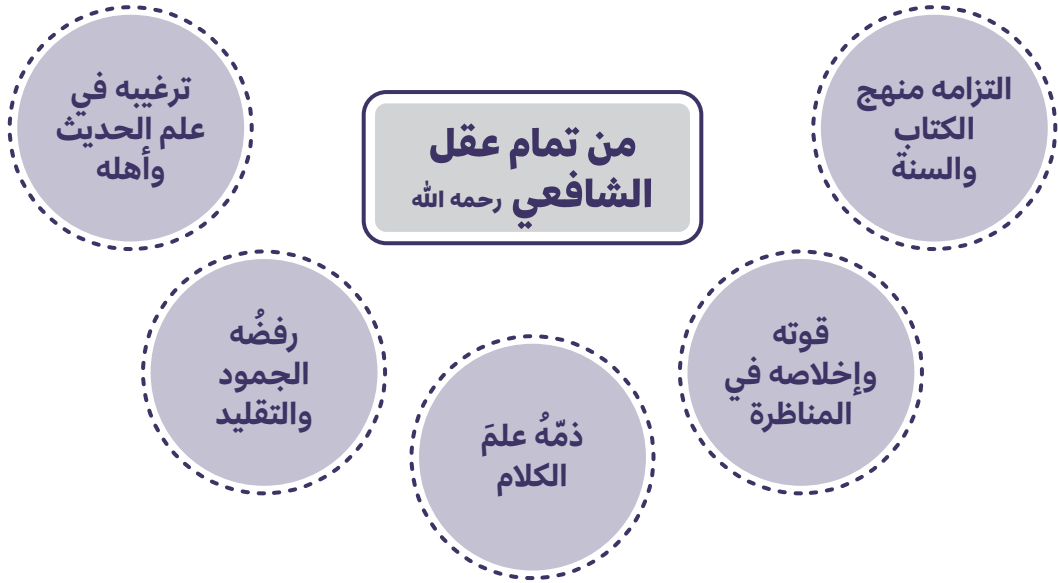 من تمام عقل
الشافعي رحمه الله
التزامه منهج
الكتاب
والسنة
قوته
وإخلاصه في
المناظرة
ذمّهُ علمَ
الكلام
رفضُه
الجمود
والتقليد
ترغيبه في
علم الحديث
وأهله